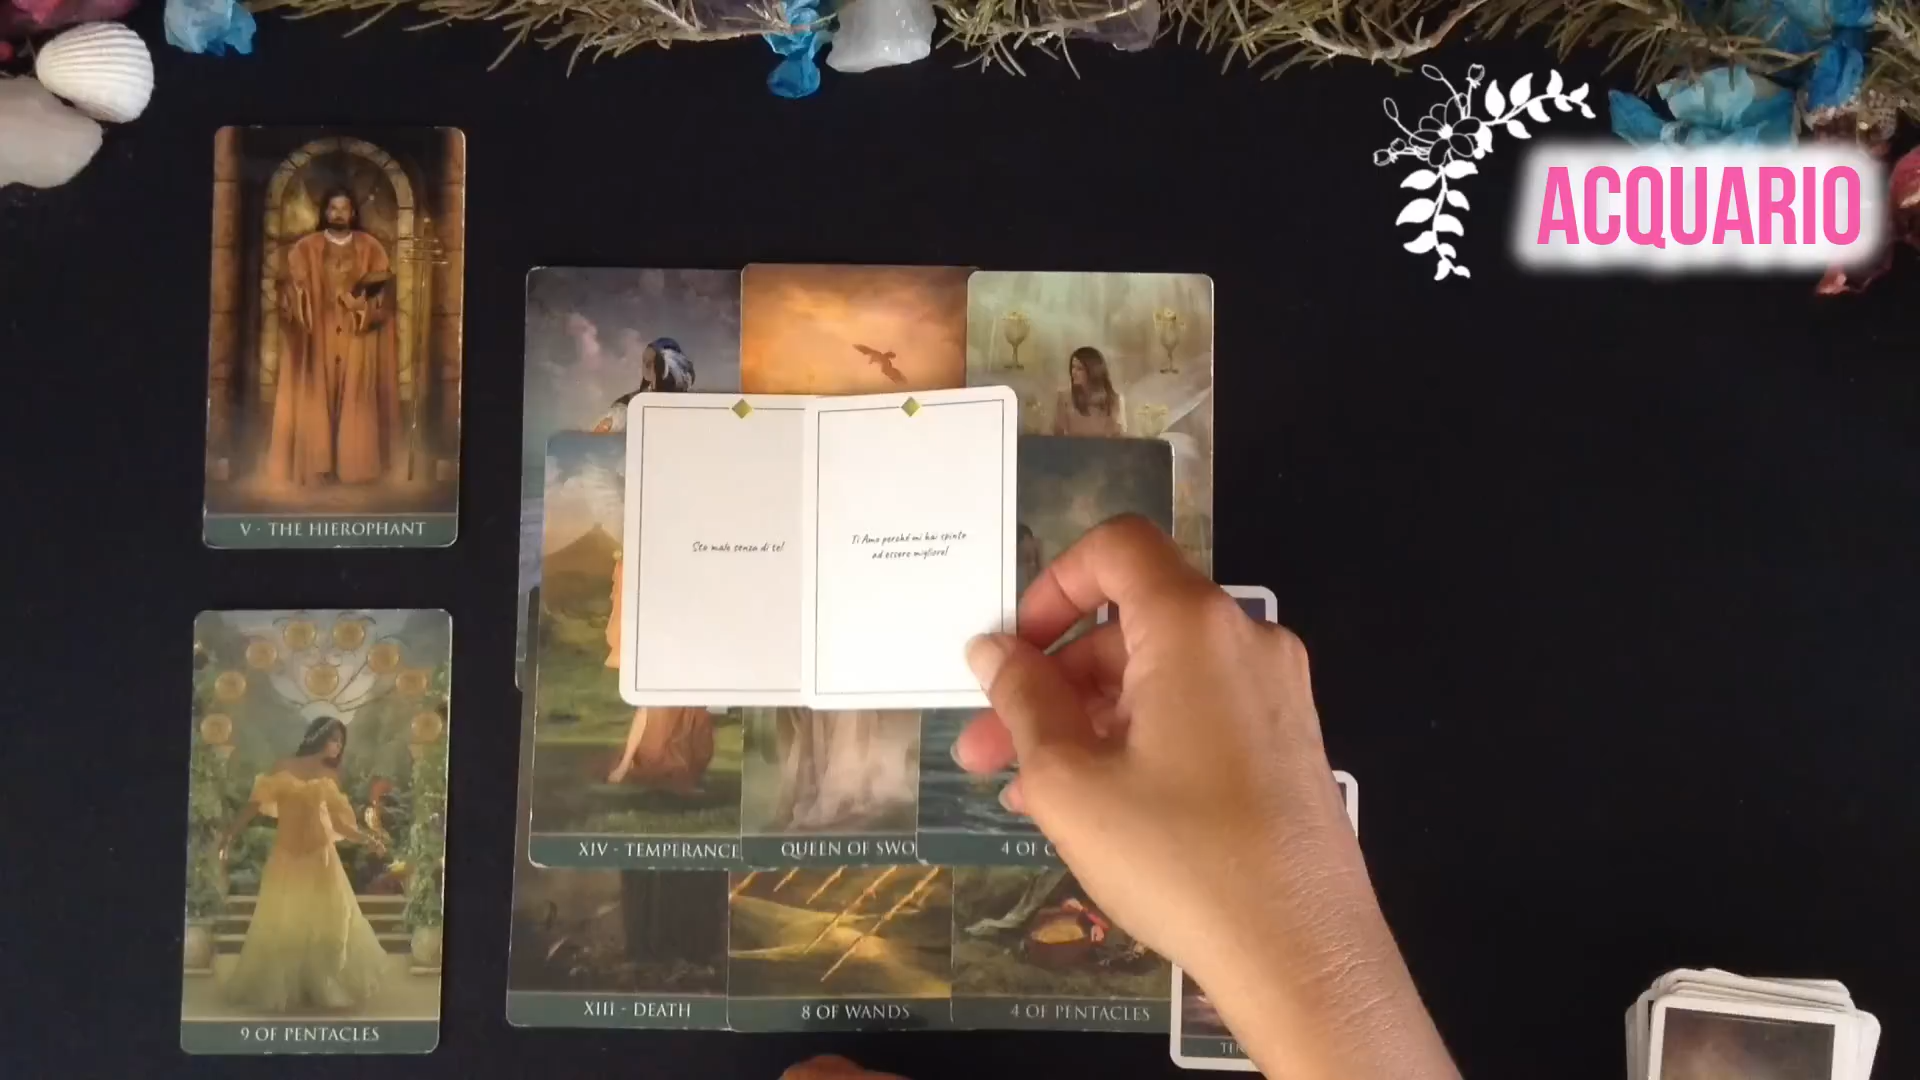 ACQUARIO
V - THE HIEROPHANT
Sto male senza di te!
Ti Amo perché mi hai spinto
ad essere migliore!
XIV - TEMPERANCE
QUEEN OF SWO
4 OF C
XIII - DEATH
8 OF WANDS
4 OF PENTACLES
9 OF PENTACLES